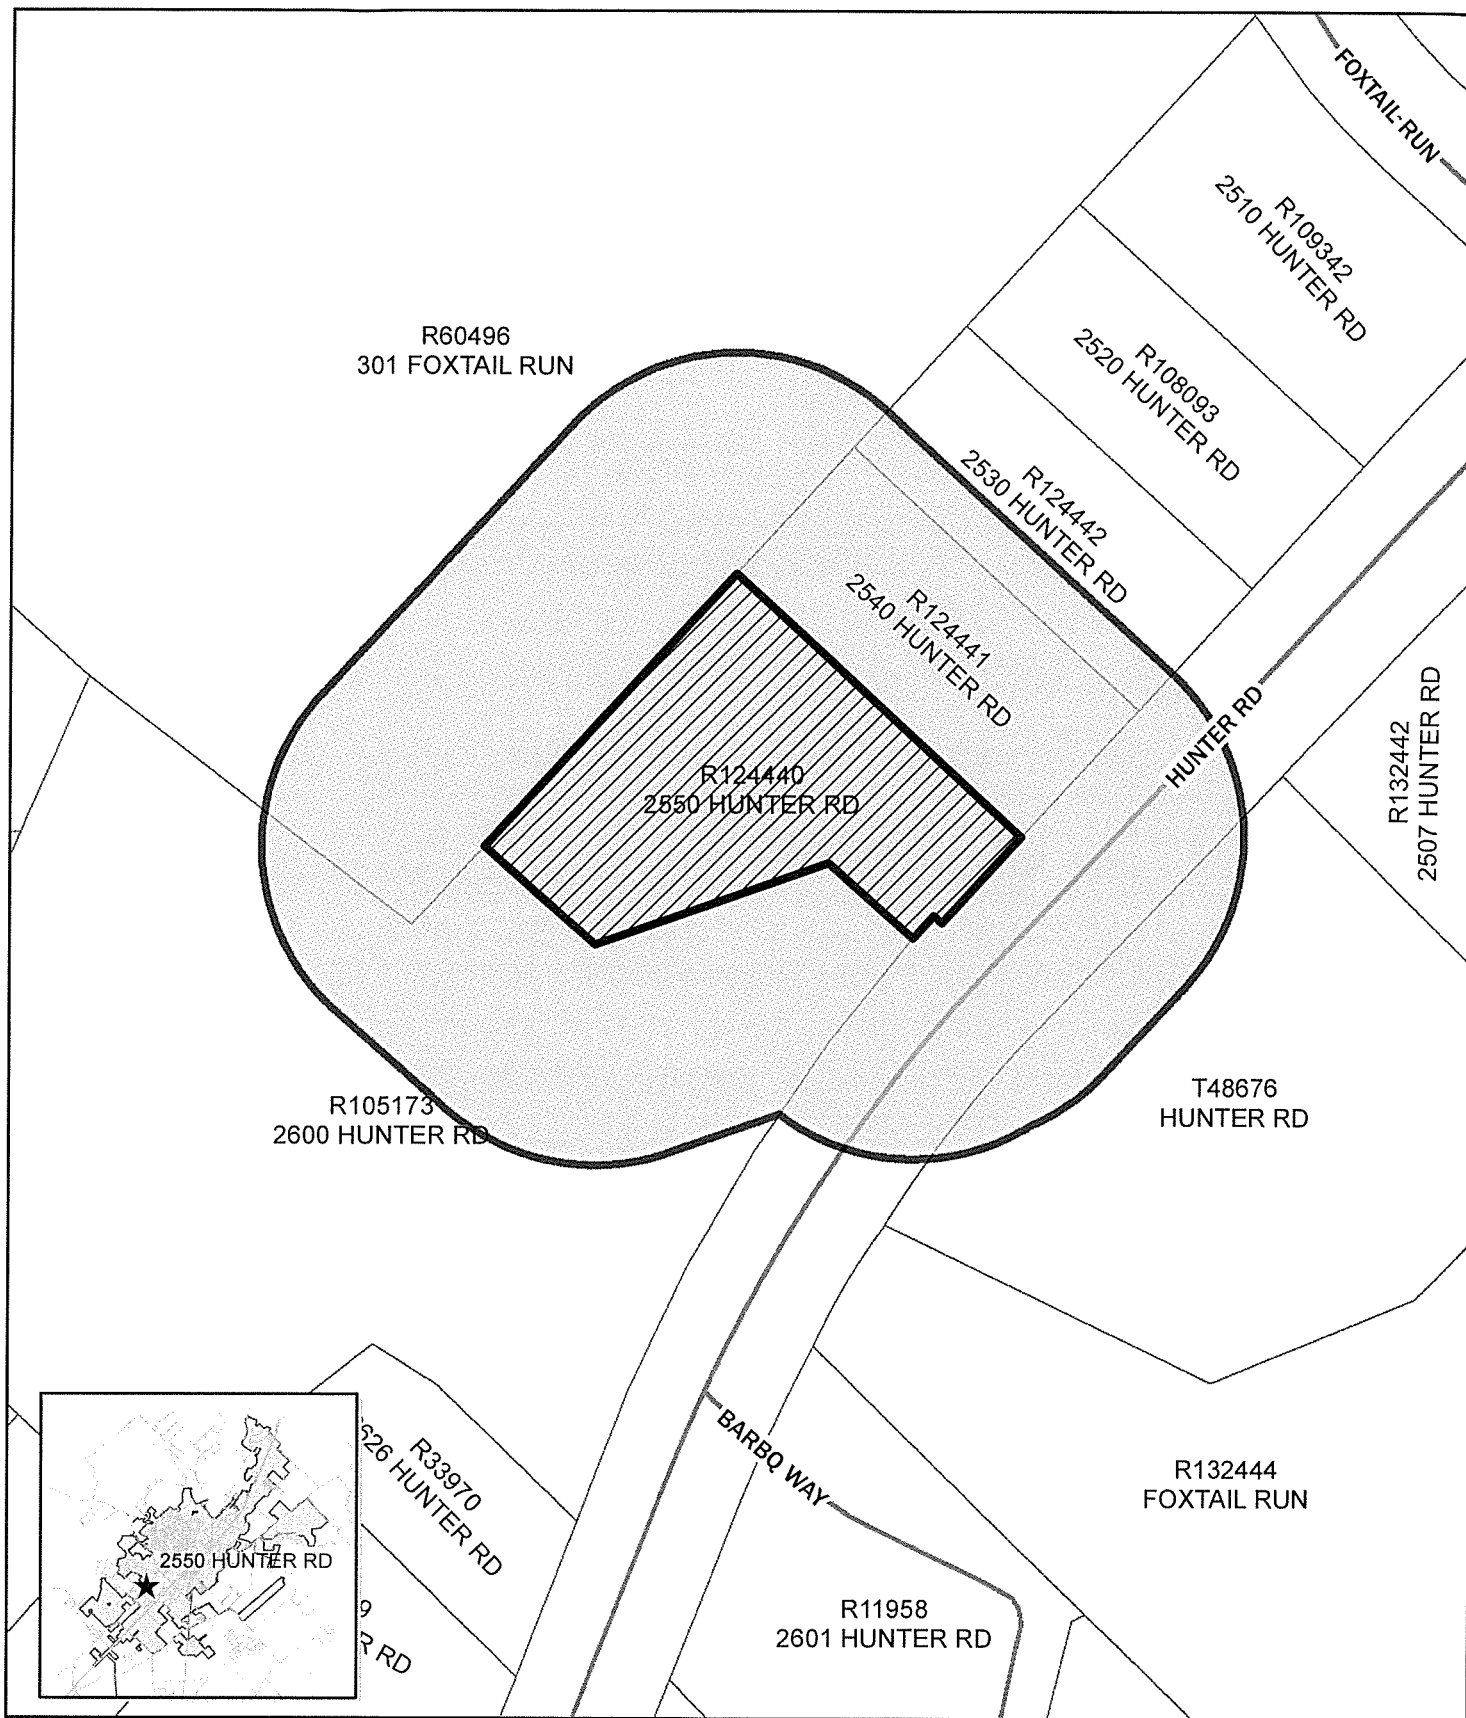 FOXTAIL RUN
R109342
2510 HUNTER RD
R60496
301 FOXTAIL RUN
R108093
2520 HUNTER RD
R124442
2530 HUNTER RD
R124441
2540 HUNTER RD
HUNTER RD
R132442
2507 HUNTER RD
R124440
2550 HUNTER RD
R105173
2600 HUNTER RD
T48676
HUNTER RD
BARBQ WAY
R33970
626 HUNTER RD
R132444
FOXTAIL RUN
2550 HUNTER RD
9
R RD
R11958
2601 HUNTER RD